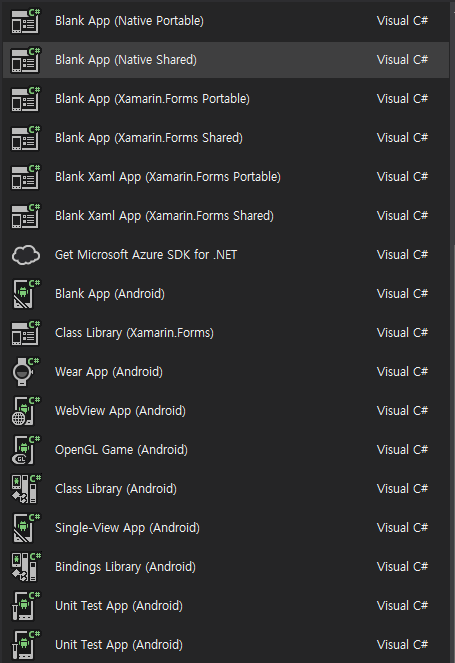 Blank App (Native Portable) Visual C#
Blank App (Native Shared) Visual C#
Blank App (Xamarin.Forms Portable) Visual C#
Blank App (Xamarin.Forms Shared) Visual C#
Blank Xaml App (Xamarin.Forms Portable) Visual C#
Blank Xaml App (Xamarin.Forms Shared) Visual C#
Get Microsoft Azure SDK for .NET Visual C#
Blank App (Android) Visual C#
Class Library (Xamarin.Forms) Visual C#
Wear App (Android) Visual C#
WebView App (Android) Visual C#
OpenGL Game (Android) Visual C#
Class Library (Android) Visual C#
Single-View App (Android) Visual C#
Bindings Library (Android) Visual C#
Unit Test App (Android) Visual C#
Unit Test App (Android) Visual C#